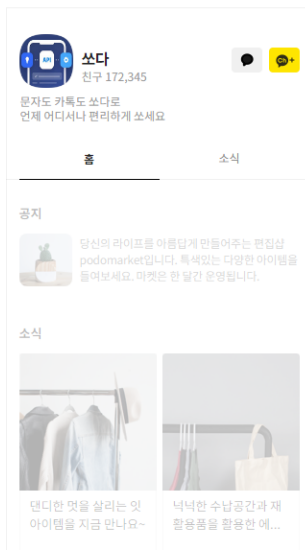 API
쏘다
친구 172,345
Ch+
문자도 카톡도 쏘다로
언제 어디서나 편리하게 쏘세요
홈
소식
공지
당신의 라이프를 아름답게 만들어주는 편집샵
podomarket입니다. 특색있는 다양한 아이템을
들여보세요. 마켓은 한 달간 운영됩니다.
소식
댄디한 멋을 살리는 잇
아이템을 지금 만나요~
넉넉한 수납공간과 재
활용품을 활용한 에...